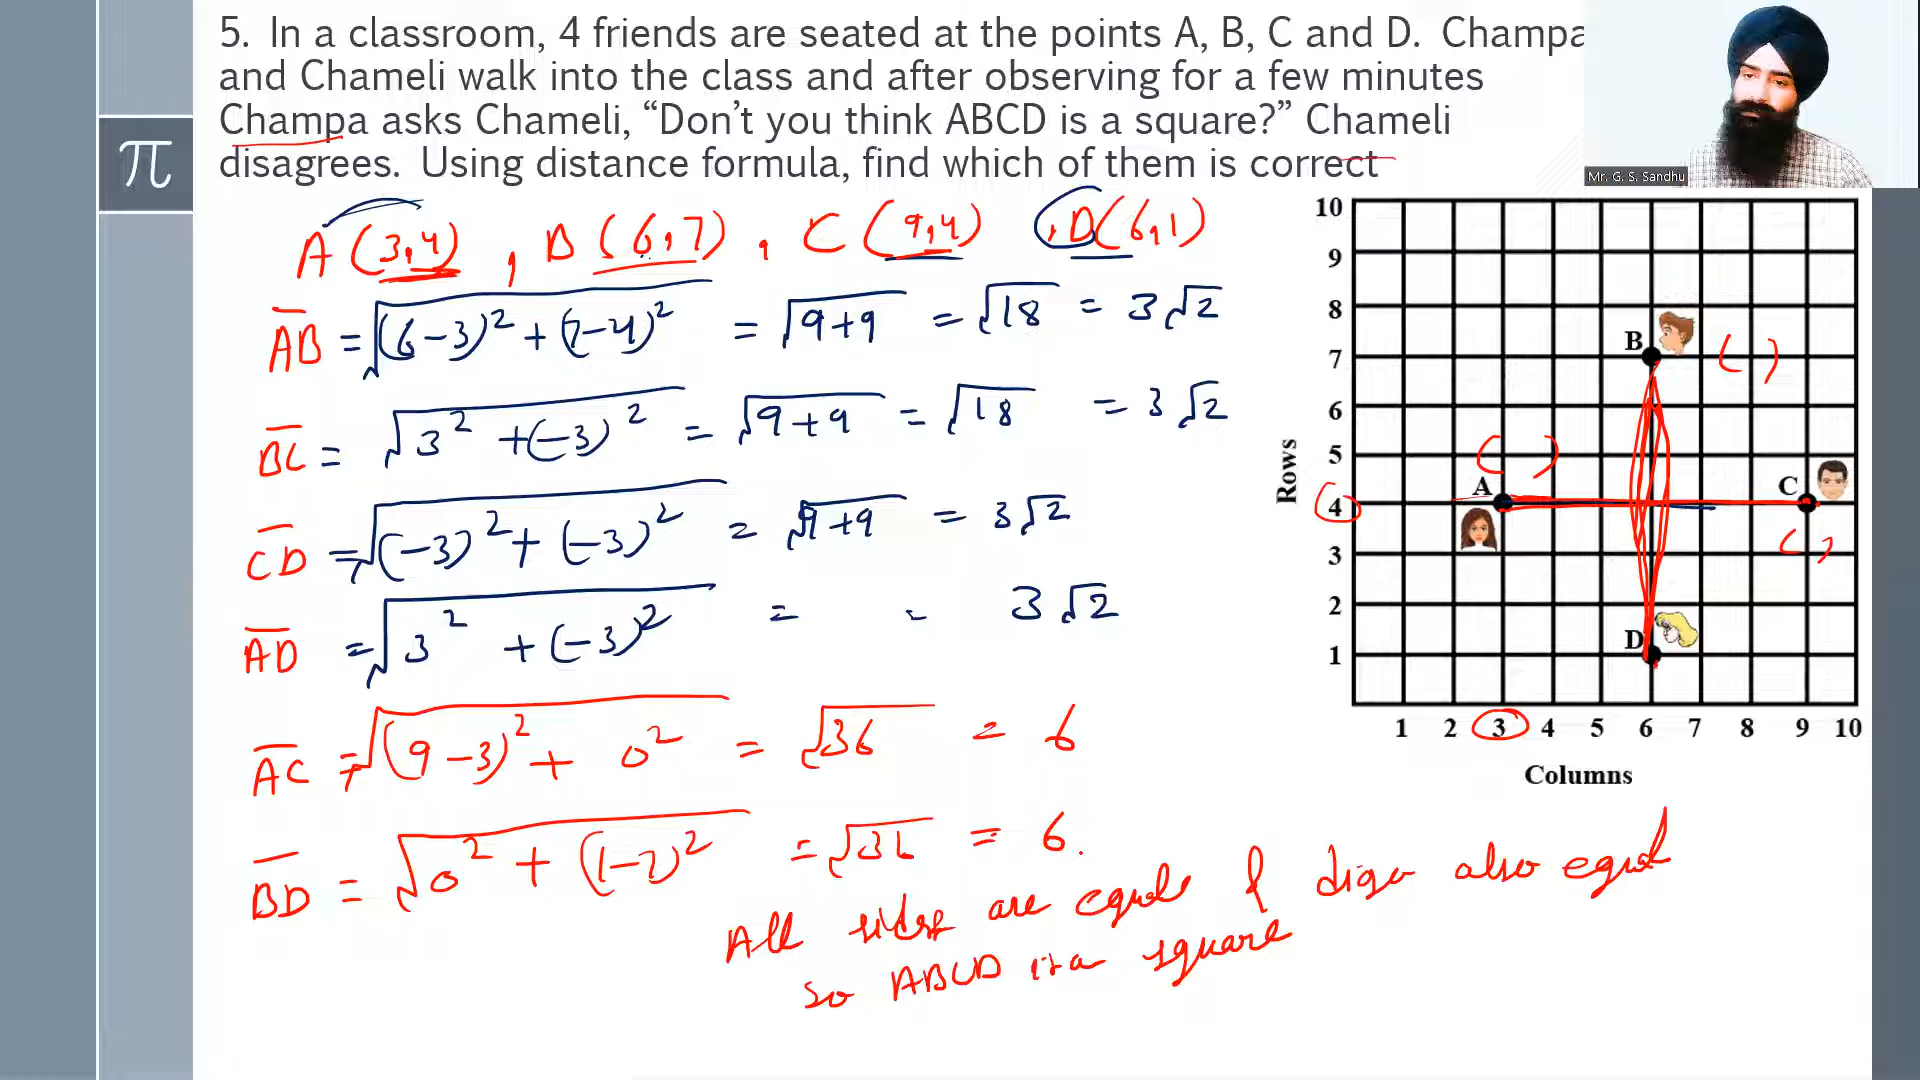 5. In a classroom, 4 friends are seated at the points A, B, C and D. Champa
and Chameli walk into the class and after observing for a few minutes
Champa asks Chameli, “Don’t you think ABCD is a square?” Chameli
disagrees. Using distance formula, find which of them is correct
π
Mr. G. S. Sandhu
A (3,4) , B (6,7) , C (9,4) , D (6,1)
AB = √(6-3)² + (7-4)² = √9+9 = √18 = 3√2
BC = √3² + (-3)² = √9+9 = √18 = 3√2
CD = √(-3)² + (-3)² = √9+9 = 3√2
AD = √3² + (-3)² = = 3√2
AC = √(9-3)² + 0² = √36 = 6
BD = √0² + (1-7)² = √36 = 6.
All sides are equal & digo also equal
so ABCD is a square
10
9
8
7
6
5
4
3
2
1
Rows
B ( )
( )
A
C
( )
D
1 2 3 4 5 6 7 8 9 10
Columns